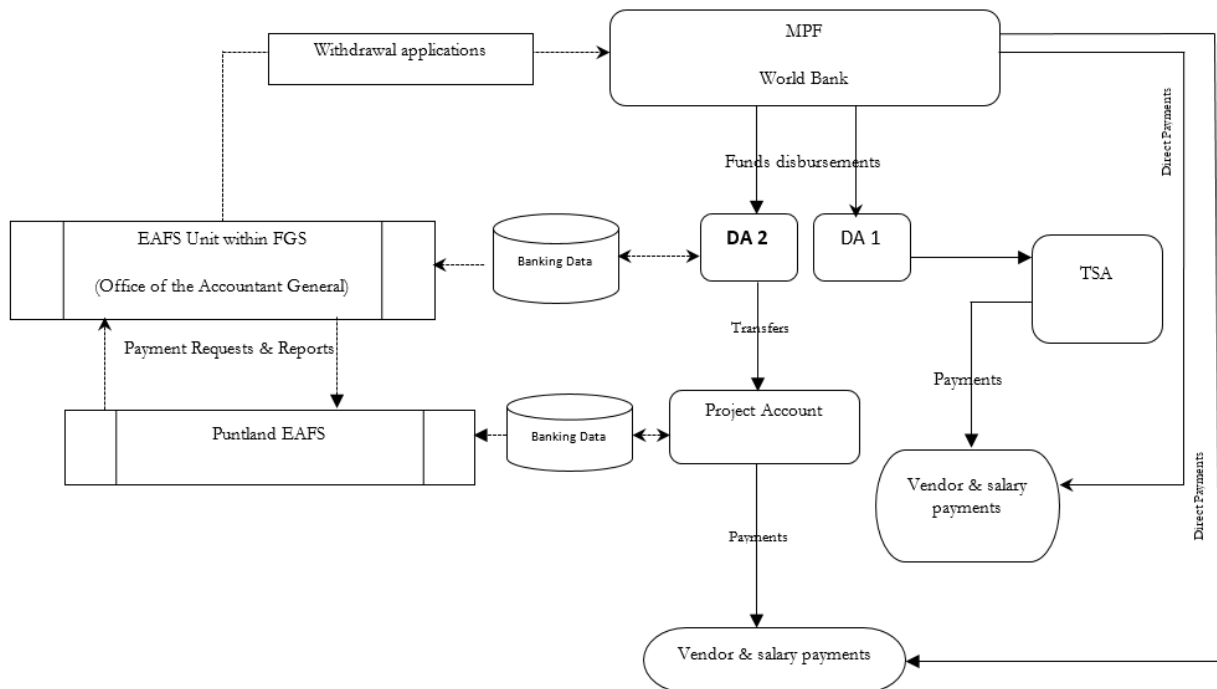 MPF
Withdrawal applications
World Bank
Direct Payments
Funds disbursements
EAFS Unit within FGS
(Office of the Accountant General)
Banking Data
DA 2
DA 1
TSA
Transfers
Payment Requests & Reports
Payments
Puntland EAFS
Banking Data
Project Account
Vendor & salary
payments
Direct Payments
Payments
Vendor & salary payments